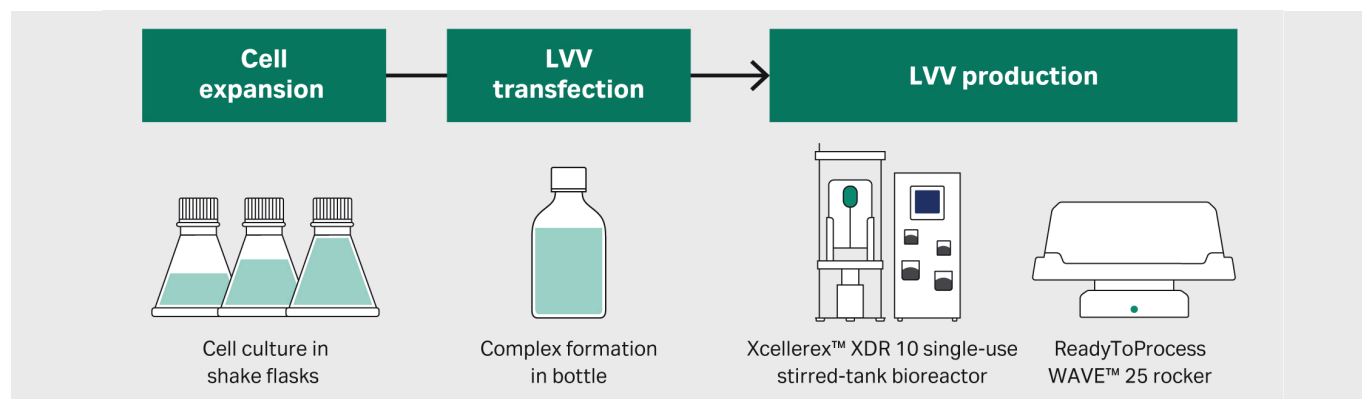 Cell
expansion
LVV
transfection
LVV production
Cell culture in
shake flasks
Complex formation
in bottle
Xcellerex™ XDR 10 single-use
stirred-tank bioreactor
ReadyToProcess
WAVE™ 25 rocker